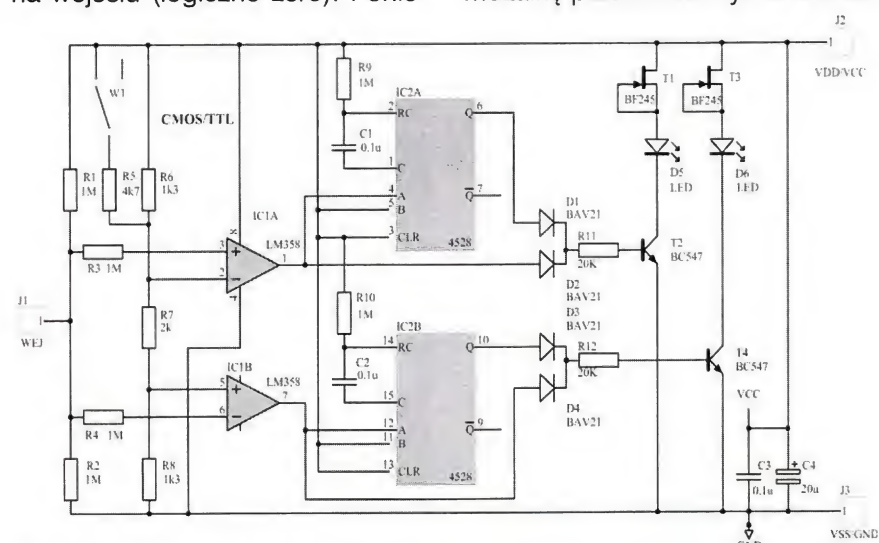 na wejściu (logiczne zero). Ponie-
J2
1
VDD/VCC
R9
1M
T1
BF245
T3
BF245
W1
CMOS/TTL
IC2A
2 RC
Q 6
C1
0.1u
1 C
4 A
5 B
3 CLR
Q 7
4528
D5
LED
D6
LED
R1
1M
R5
4k7
R6
1k3
IC1A
8
3
2
4
1
LM358
R3 1M
D1
BAV21
R11
20K
T2
BC547
D2
BAV21
J1
1
WEJ
R7
2k
R10
1M
IC2B
14 RC
Q 10
D3
BAV21
R12
20K
T4
BC547
IC1B
5
6
7
LM358
C2
0.1u
15 C
12 A
11 B
Q 9
13 CLR
4528
D4
BAV21
R4 1M
VCC
R2
1M
R8
1k3
C3
0.1u
C4
20u
J3
1
VSS/GND